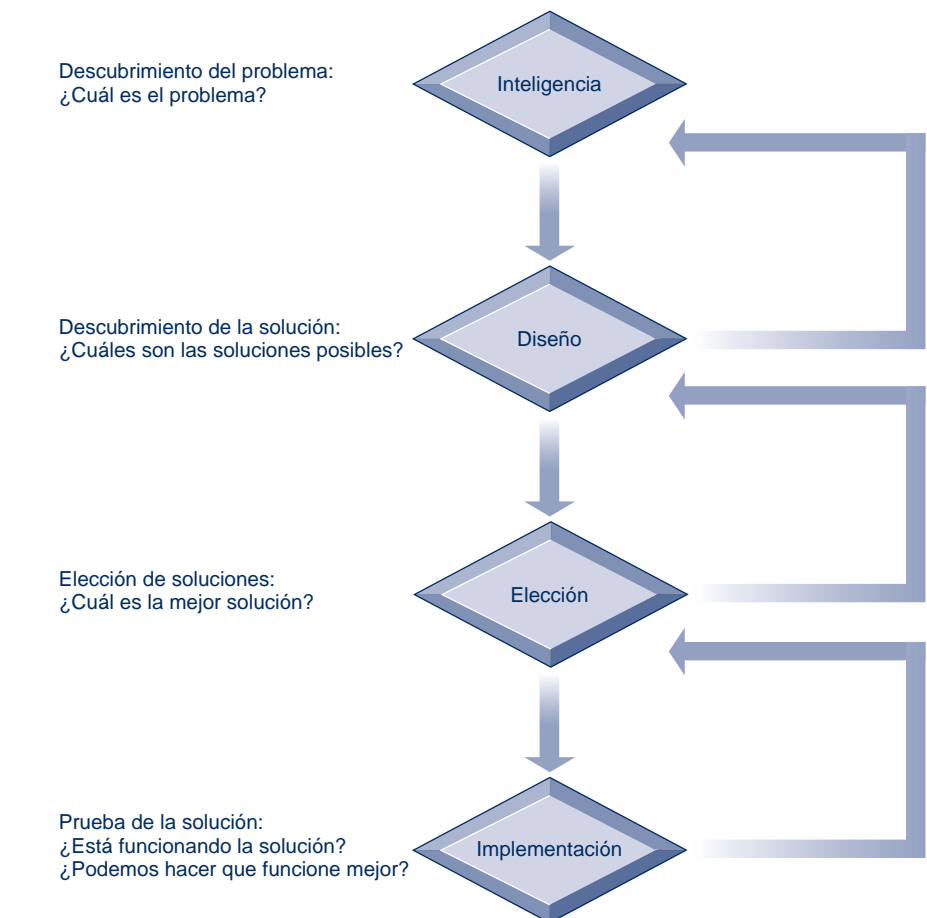 Descubrimiento del problema:
¿Cuál es el problema?
Inteligencia
Descubrimiento de la solución:
¿Cuáles son las soluciones posibles?
Diseño
Elección de soluciones:
¿Cuál es la mejor solución?
Elección
Prueba de la solución:
¿Está funcionando la solución?
¿Podemos hacer que funcione mejor?
Implementación